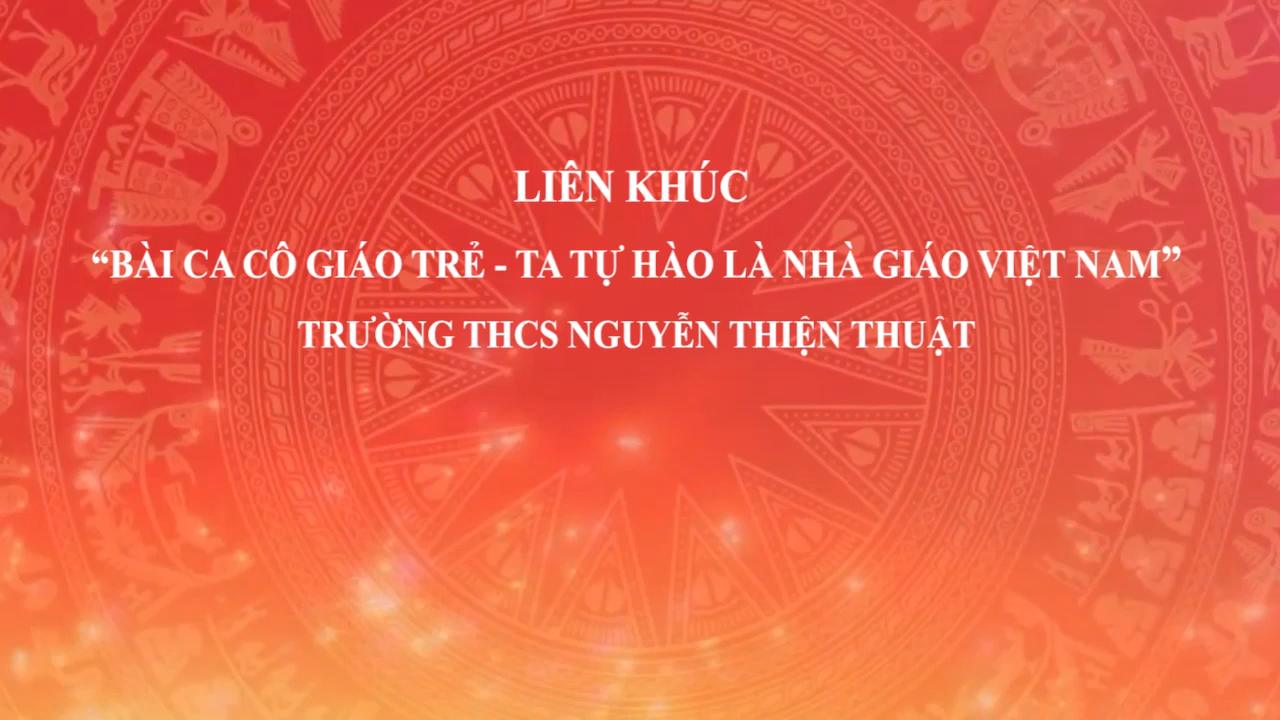 LIÊN KHÚC
“BÀI CA CÔ GIÁO TRẺ - TA TỰ HÀO LÀ NHÀ GIÁO VIỆT NAM”
TRƯỜNG THCS NGUYỄN THIỆN THUẬT